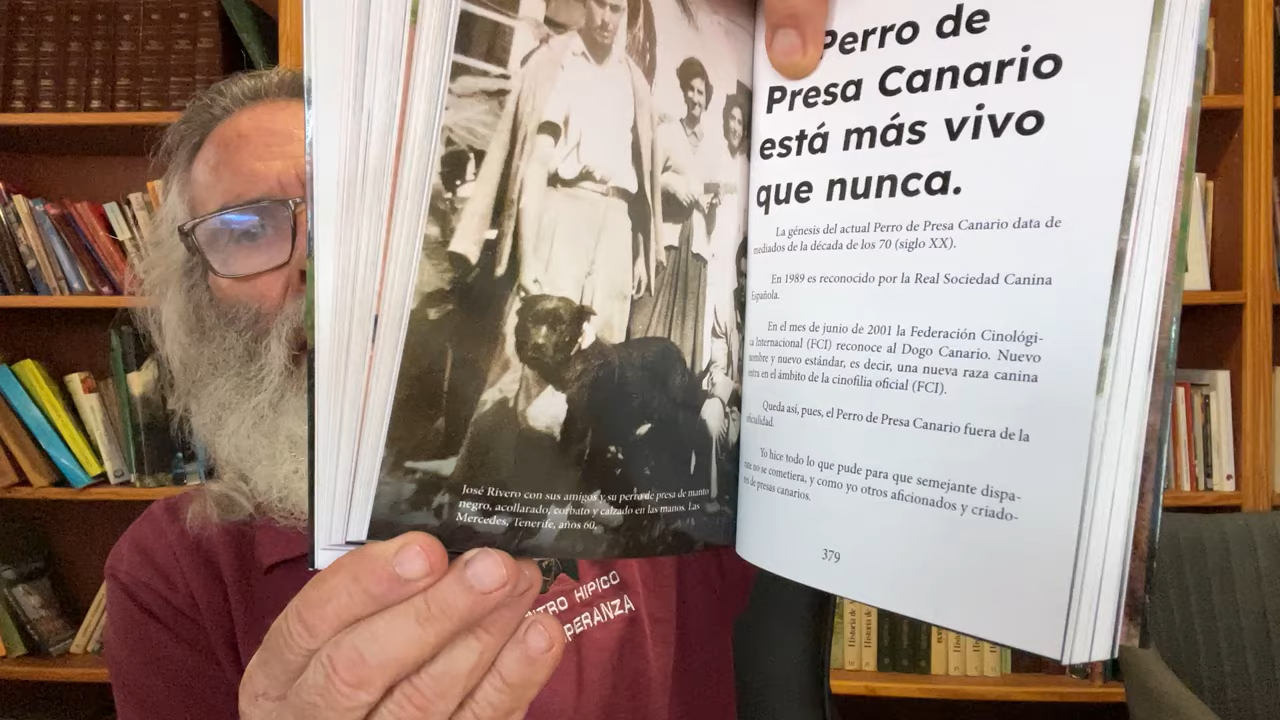 Perro de
Presa Canario
está más vivo
que nunca.
La génesis del actual Perro de Presa Canario data de
mediados de la década de los 70 (siglo XX).
En 1989 es reconocido por la Real Sociedad Canina
Española.
En el mes de junio de 2001 la Federación Cinológi-
a Internacional (FCI) reconoce al Dogo Canario. Nuevo
nombre y nuevo estándar, es decir, una nueva raza canina
entra en el ámbito de la cinofilia oficial (FCI).
Queda así, pues, el Perro de Presa Canario fuera de la
oficialidad.
Yo hice todo lo que pude para que semejante dispa-
rate no se cometiera, y como yo otros aficionados y criado-
res de presas canarios.
379
José Rivero con sus amigos y su perro de presa de manto
negro, acollarado, corbato y calzado en las manos. Las
Mercedes, Tenerife, años 60.
NTRO HIPICO
PERANZA
Historia de